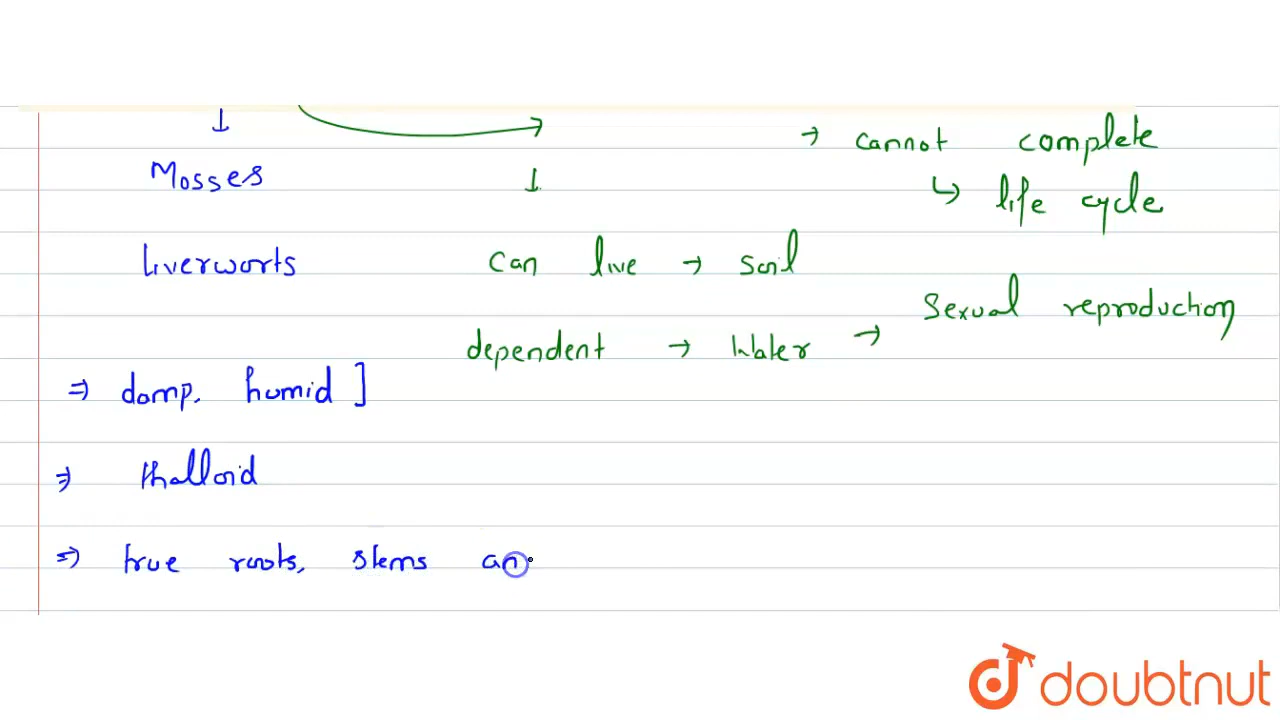 → cannot complete
↓
Mosses
↓
↳ life cycle
Liverworts
can live → soil
sexual reproduction
dependent → water →
⇒ damp, humid ]
⇒ thalloid
⇒ true roots, stems an
doubtnut